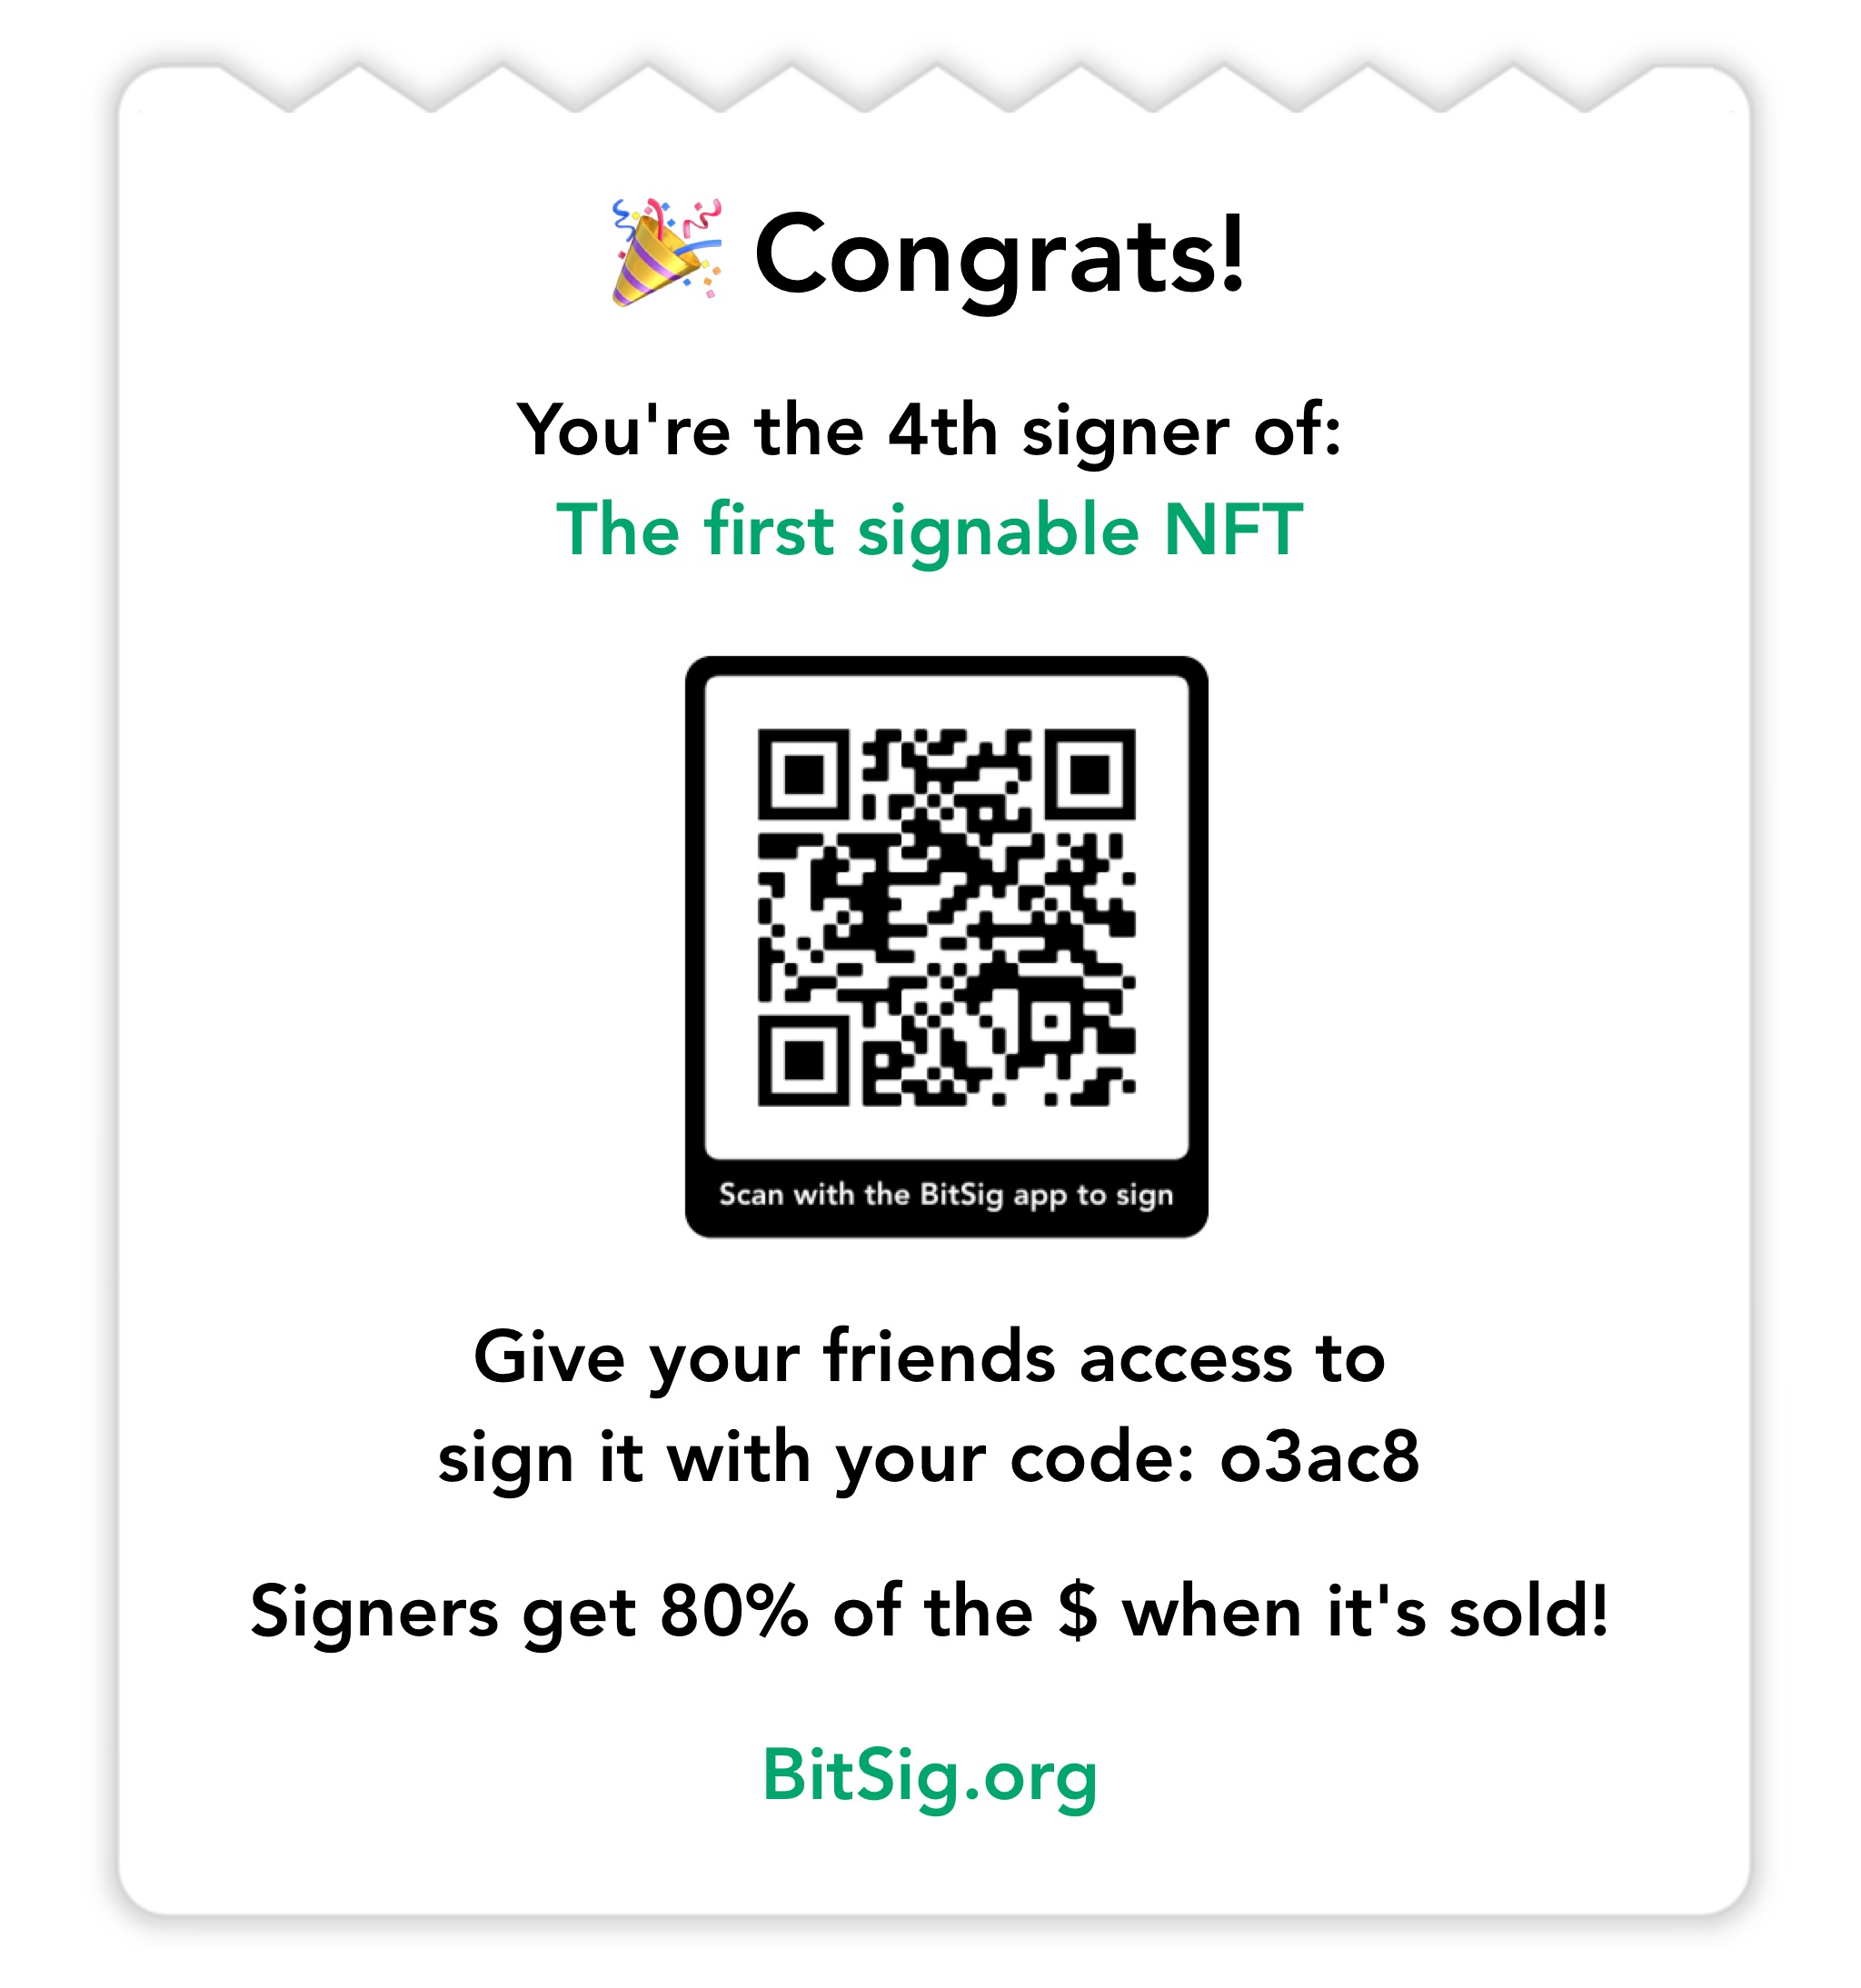 🎉 Congrats!
You're the 4th signer of:
The first signable NFT
Scan with the BitSig app to sign
Give your friends access to
sign it with your code: o3ac8
Signers get 80% of the $ when it's sold!
BitSig.org